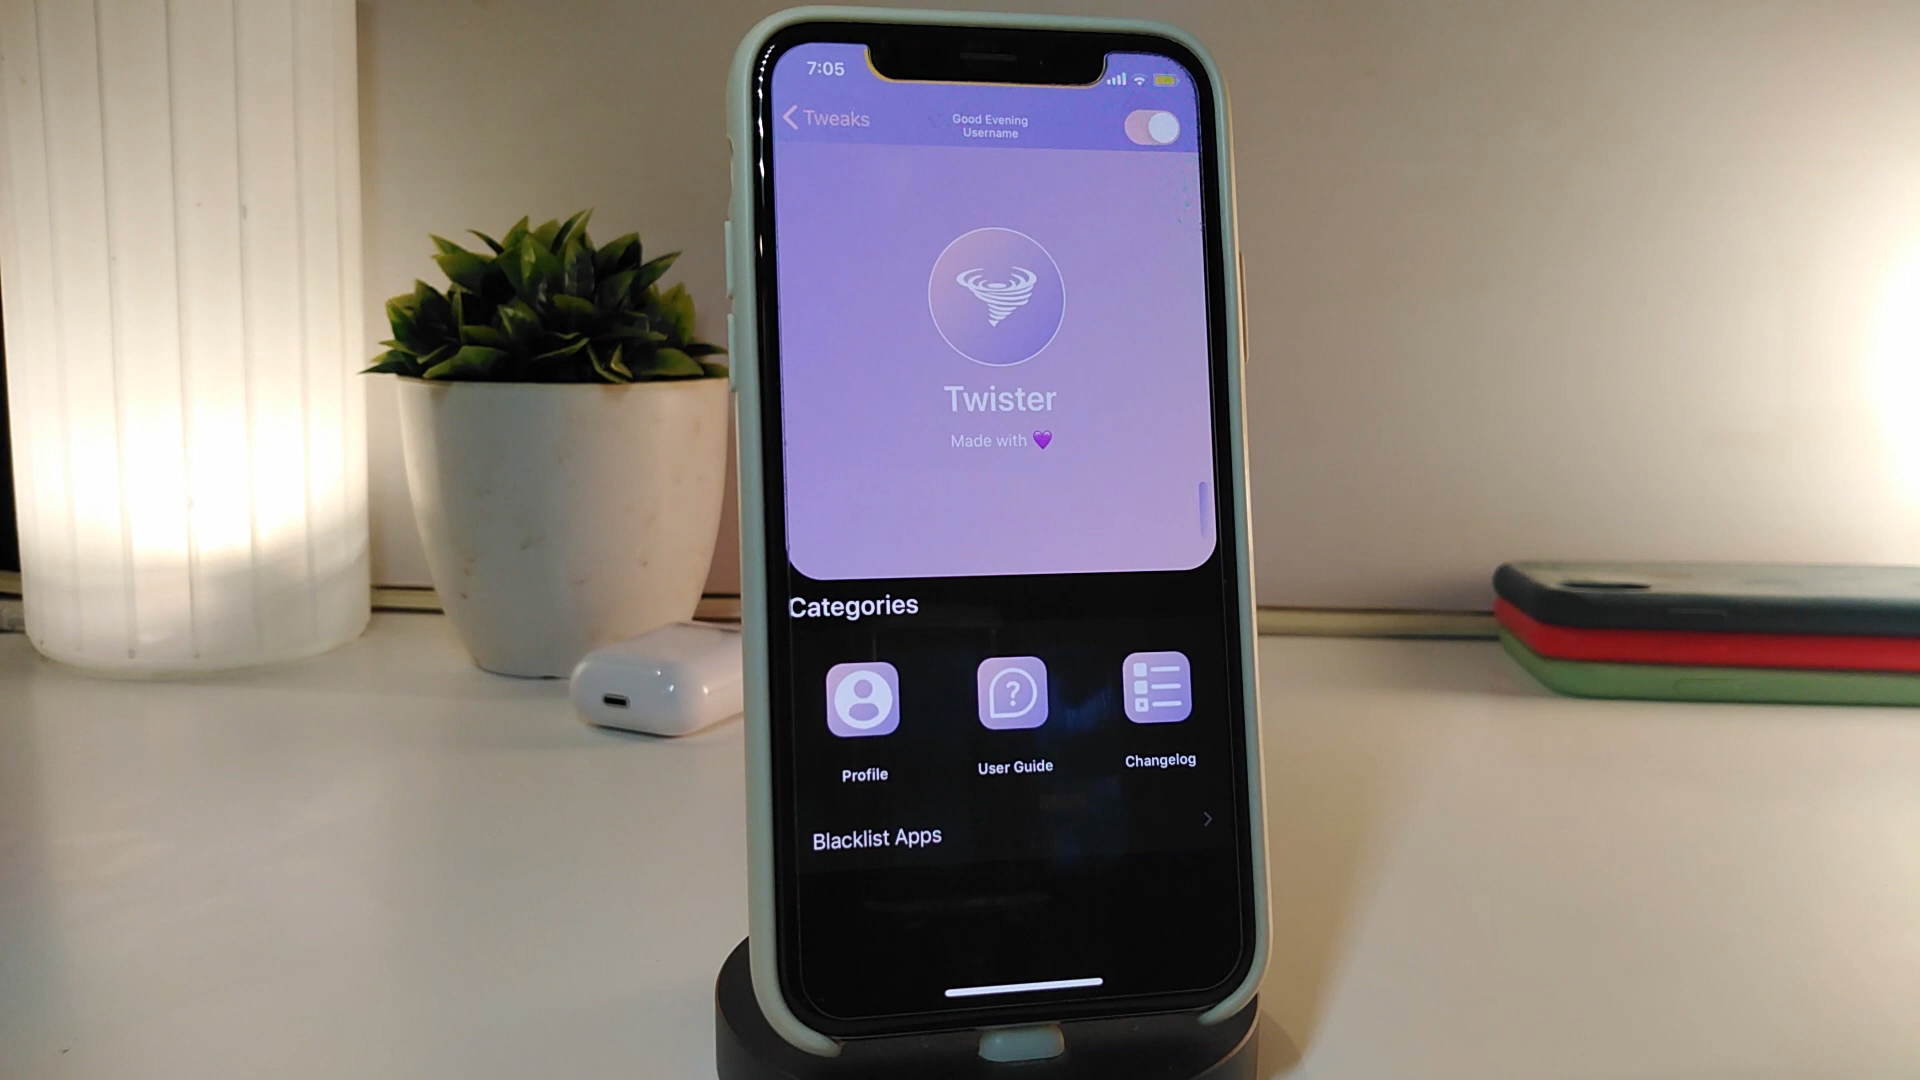 7:05
Tweaks
Good Evening
Username
Twister
Made with 💜
Categories
Profile
User Guide
Changelog
Blacklist Apps